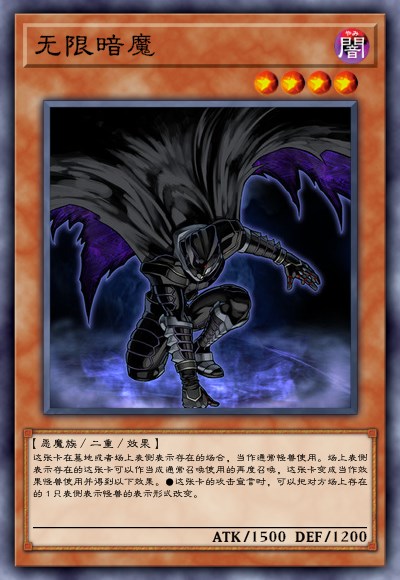 无限暗魔
やみ
闇
【恶魔族／二重／效果】
这张卡在墓地或者场上表侧表示存在的场合，当作通常怪兽使用。场上表侧
表示存在的这张卡可以作当成通常召唤使用的再度召唤，这张卡变成当作效
果怪兽使用并得到以下效果。●这张卡的攻击宣言时，可以把对方场上存在
的1只表侧表示怪兽的表示形式改变。
ATK/1500 DEF/1200